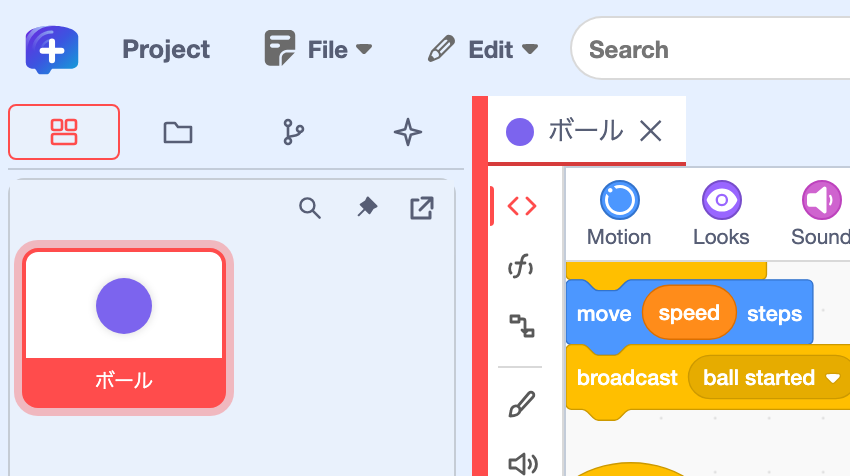 Project
File
Edit
Search
ボール
Motion
Looks
Sound
move speed steps
broadcast ball started
ボール